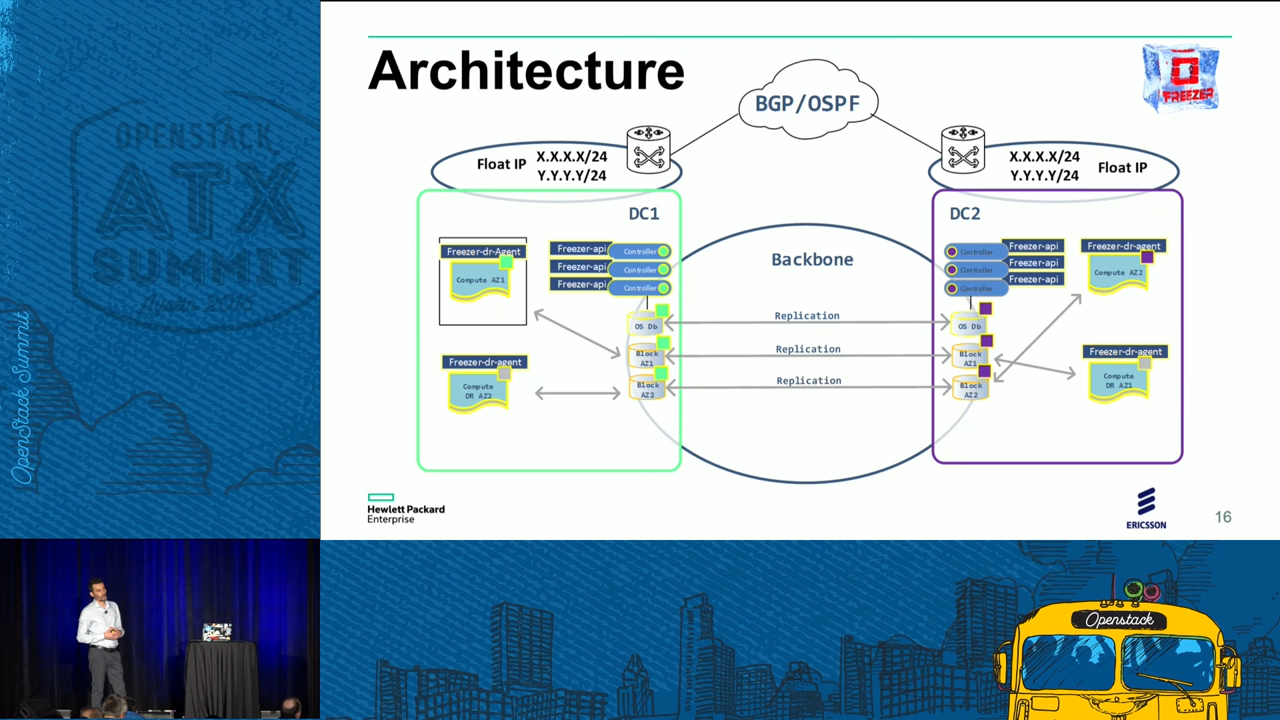 OPENSTACK
ATX
OpenStack Summit
Architecture
FREEZER
BGP/OSPF
Float IP
X.X.X.X/24
Y.Y.Y.Y/24
X.X.X.X/24
Y.Y.Y.Y/24
Float IP
DC1
DC2
Backbone
Freezer-dr-Agent
Compute AZ1
Freezer-api
Controller
Freezer-api
Controller
Freezer-api
Controller
OS Db
Block
AZ1
Block
AZ2
Freezer-dr-agent
Compute
DR AZ2
Replication
Replication
Replication
Controller
Freezer-api
Controller
Freezer-api
Controller
Freezer-api
OS Db
Block
AZ1
Block
AZ2
Freezer-dr-agent
Compute AZ2
Freezer-dr-agent
Compute
DR AZ1
Hewlett Packard
Enterprise
ERICSSON
16
Openstack